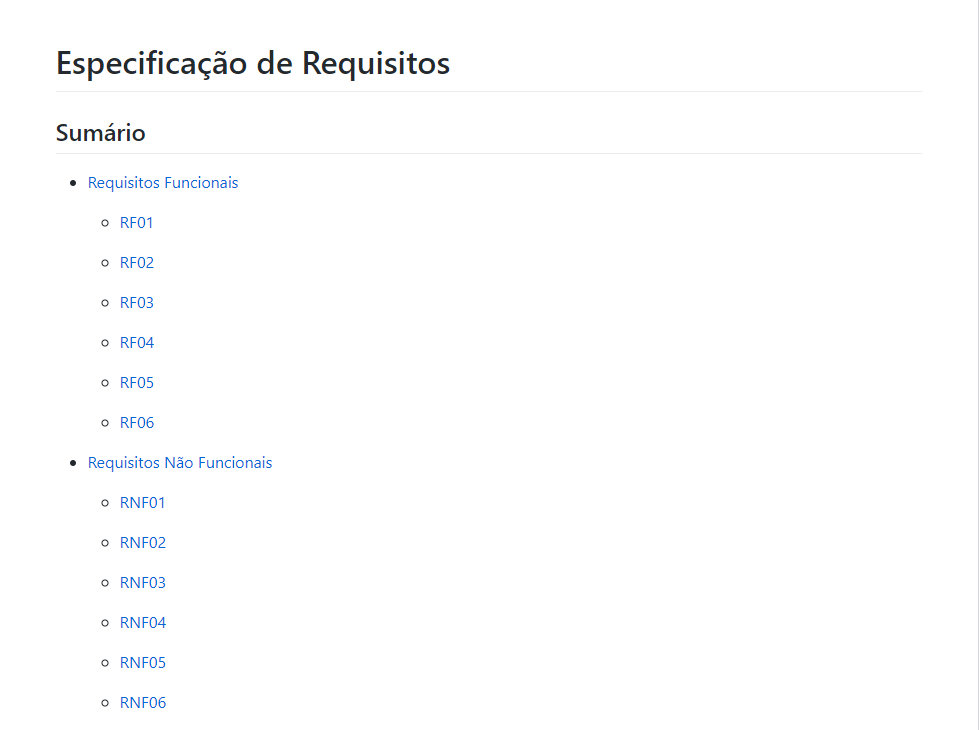 Especificação de Requisitos
Sumário
Requisitos Funcionais
RF01
RF02
RF03
RF04
RF05
RF06
Requisitos Não Funcionais
RNF01
RNF02
RNF03
RNF04
RNF05
RNF06